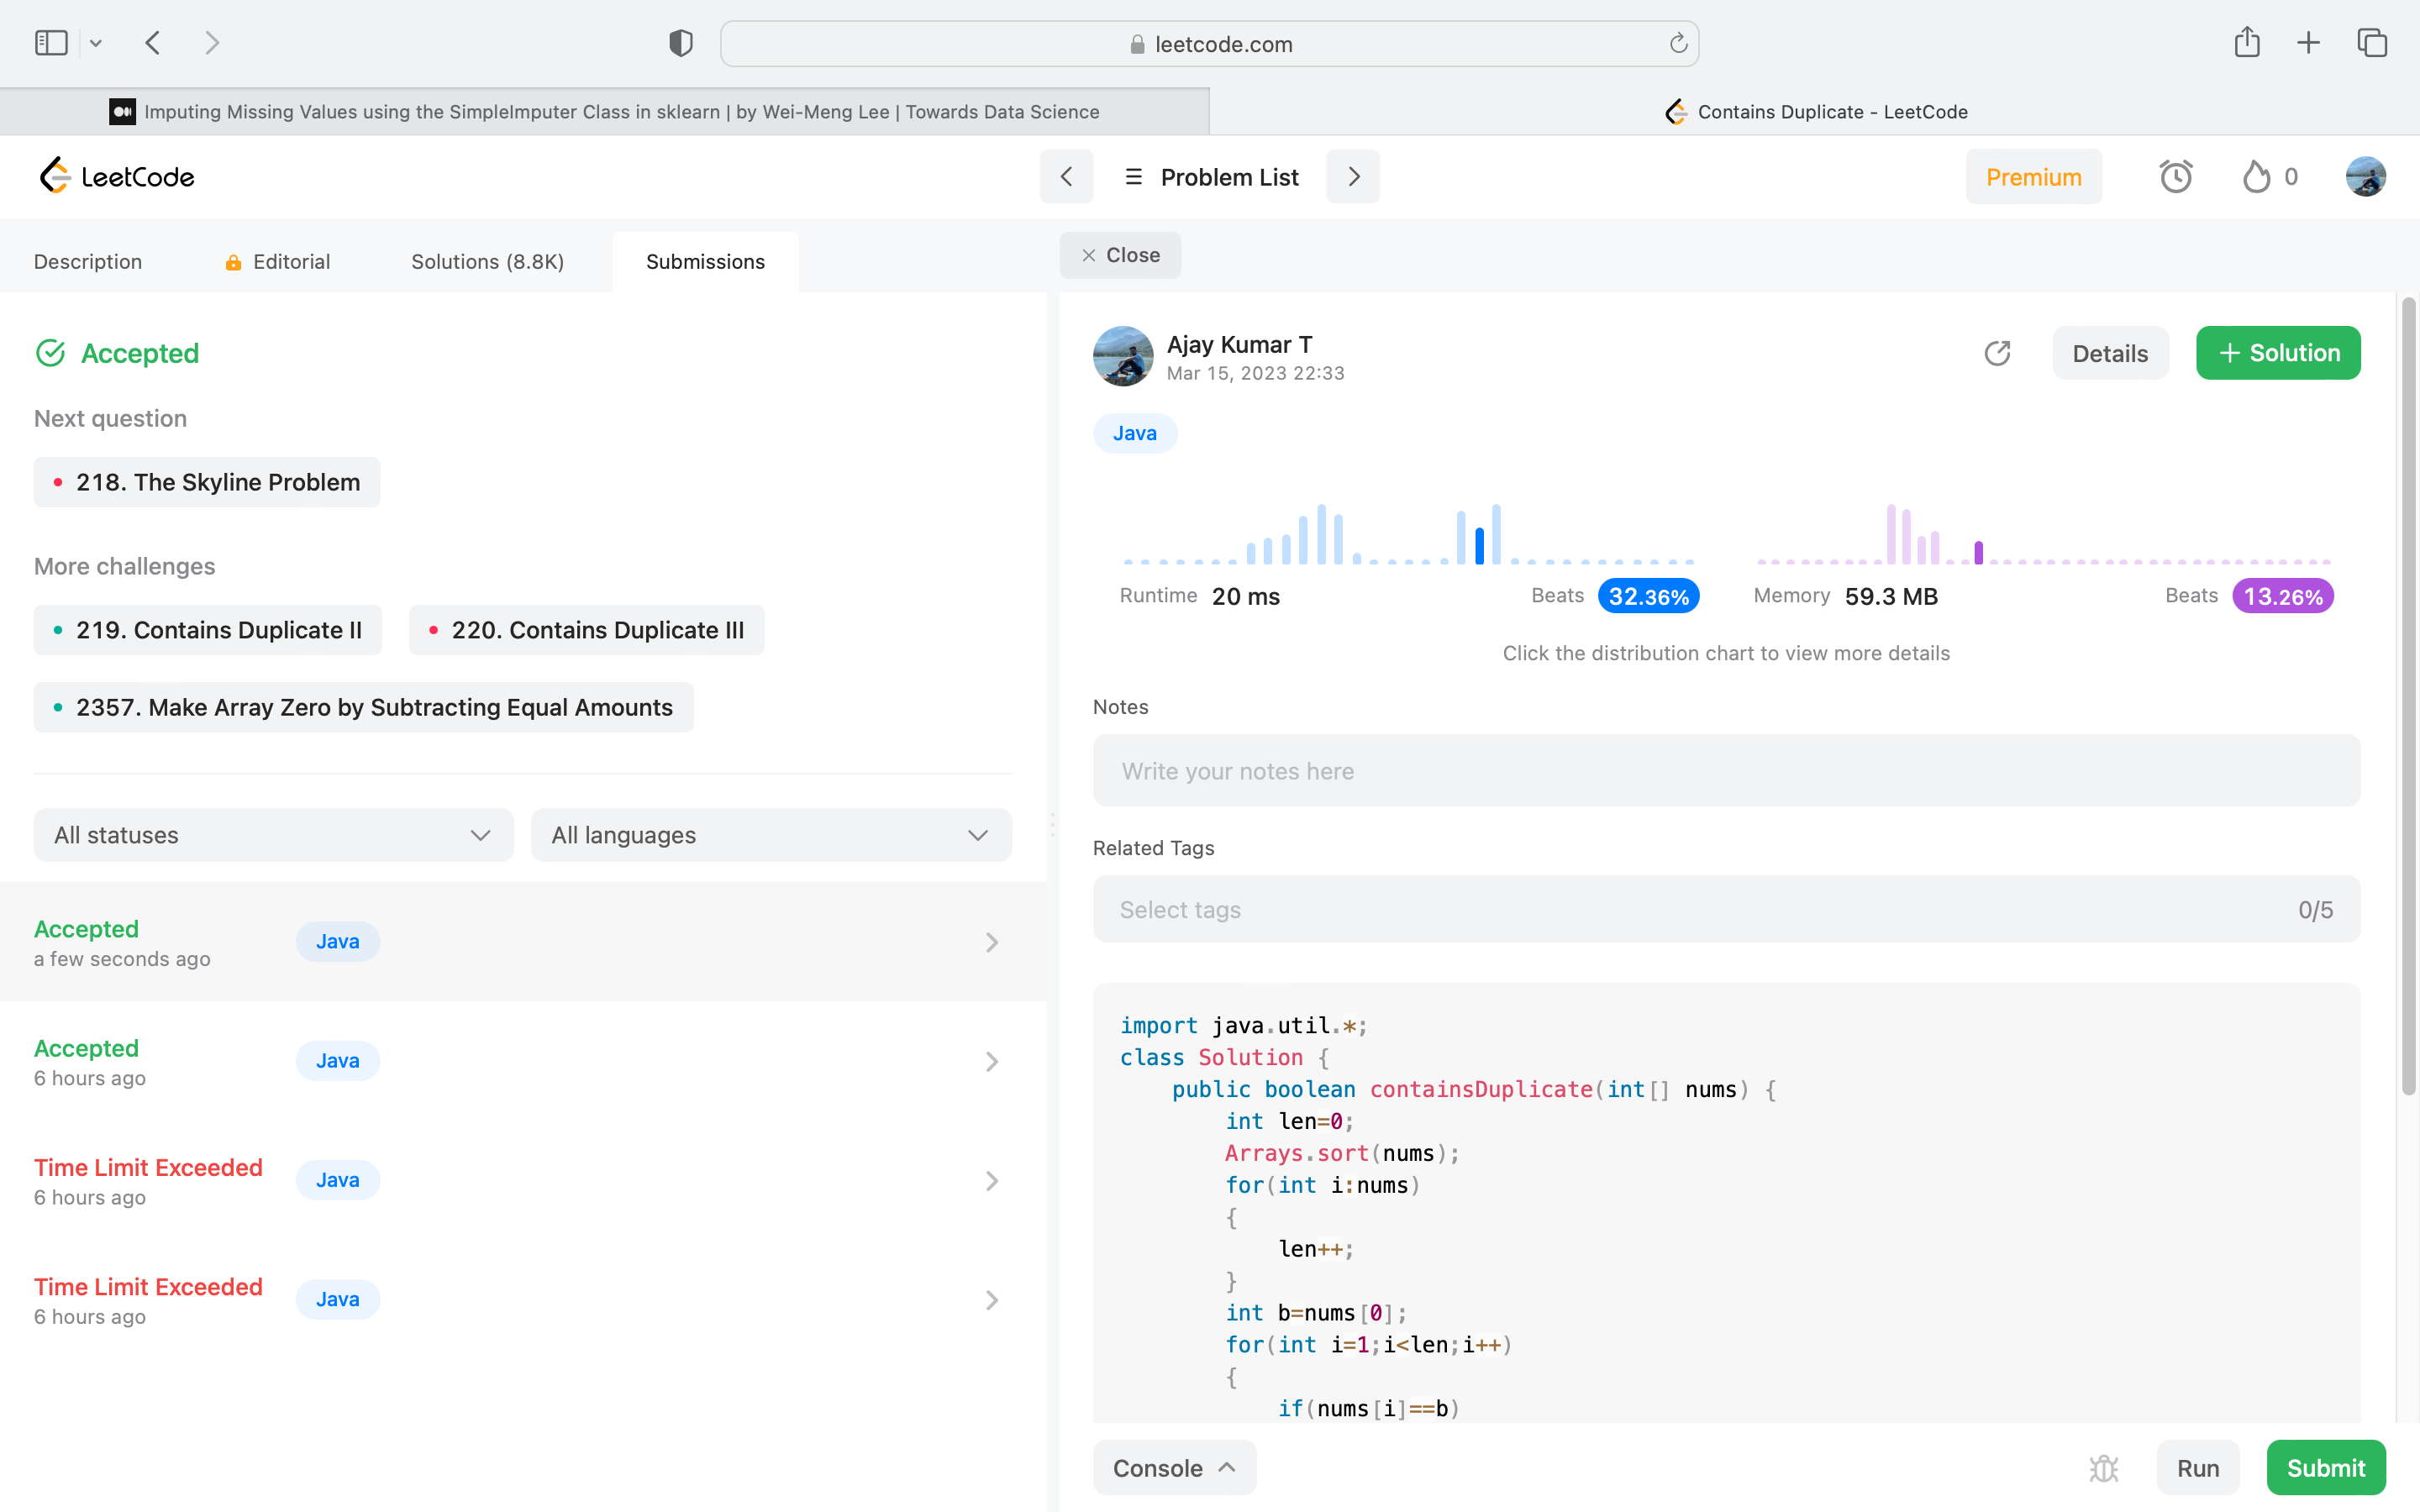 leetcode.com
Imputing Missing Values using the SimpleImputer Class in sklearn | by Wei-Meng Lee | Towards Data Science
Contains Duplicate - LeetCode
LeetCode
Problem List
Premium
0
Description
Editorial
Solutions (8.8K)
Submissions
Close
Accepted
Next question
218. The Skyline Problem
More challenges
219. Contains Duplicate II
220. Contains Duplicate III
2357. Make Array Zero by Subtracting Equal Amounts
All statuses
All languages
Accepted
a few seconds ago
Java
Accepted
6 hours ago
Java
Time Limit Exceeded
6 hours ago
Java
Time Limit Exceeded
6 hours ago
Java
Ajay Kumar T
Mar 15, 2023 22:33
Details
+ Solution
Java
Runtime 20 ms
Beats 32.36%
Memory 59.3 MB
Beats 13.26%
Click the distribution chart to view more details
Notes
Write your notes here
Related Tags
Select tags
0/5
import java.util.*;
class Solution {
    public boolean containsDuplicate(int[] nums) {
        int len=0;
        Arrays.sort(nums);
        for(int i:nums)
        {
            len++;
        }
        int b=nums[0];
        for(int i=1;i<len;i++)
        {
            if(nums[i]==b)
Console
Run
Submit